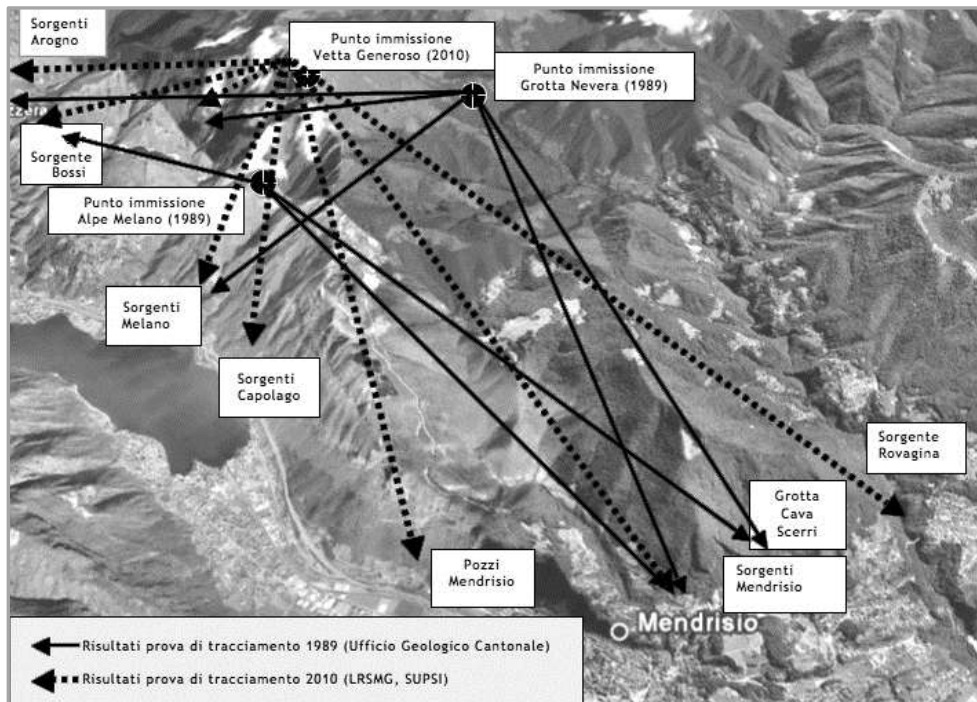 Sorgenti
Arogno
Punto immissione
Vetta Generoso (2010)
Punto immissione
Grotta Nevera (1989)
zzera
Sorgente
Bossi
Punto immissione
Alpe Melano (1989)
Sorgenti
Melano
Sorgenti
Capolago
Sorgente
Rovagina
Grotta
Cava
Scerri
Pozzi
Mendrisio
Sorgenti
Mendrisio
Mendrisio
Risultati prova di tracciamento 1989 (Ufficio Geologico Cantonale)
Risultati prova di tracciamento 2010 (LRSMG, SUPSI)